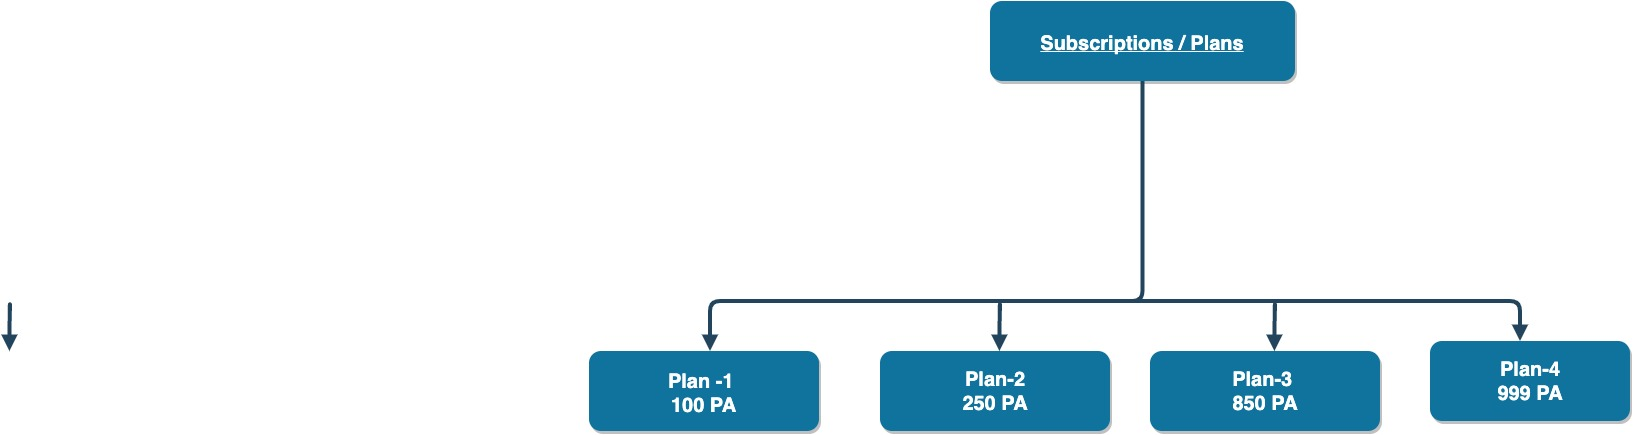 Subscriptions / Plans
Plan -1
100 PA
Plan-2
250 PA
Plan-3
850 PA
Plan-4
999 PA